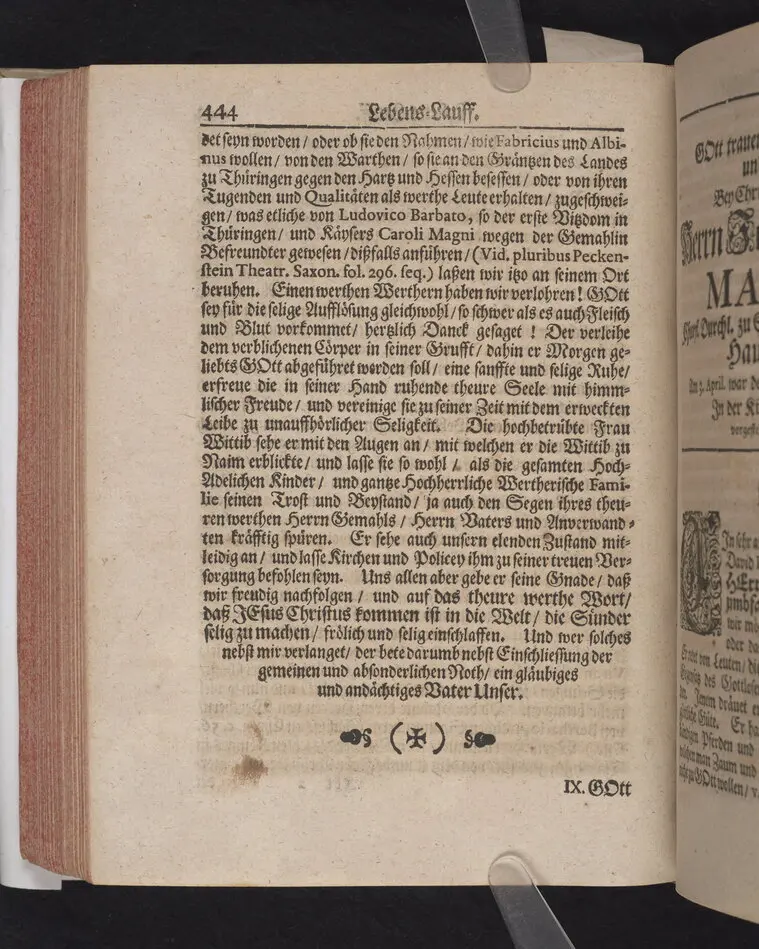 444 Lebens-Lauff.
det seyn worden / oder ob sie den Nahmen / wie Fabricius und Albi-
nus wollen / von den Warthen / so sie an den Gräntzen des Landes
zu Thüringen gegen den Hartz und Hessen besessen / oder von ihren
Tugenden und Qualitäten als werthe Leute erhalten / zugeschwei-
gen / was etliche von Ludovico Barbato, so der erste Vitzdom in
Thüringen / und Käysers Caroli Magni wegen der Gemahlin
Befreundter gewesen / dißfalls anführen / (Vid. pluribus Pecken-
stein Theatr. Saxon. fol. 296. seq.) laßen wir itzo an seinem Ort
beruhen. Einen werthen Werthern haben wir verlohren! GOtt
sey für die selige Aufflösung gleichwohl / so schwer als es auch Fleisch
und Blut vorkommet / hertzlich Danck gesaget ! Der verleihe
dem verblichenen Cörper in seiner Grufft / dahin er Morgen ge-
liebts GOtt abgeführet werden soll / eine sanffte und selige Ruhe /
erfreue die in seiner Hand ruhende theure Seele mit himm-
lischer Freude / und vereinige sie zu seiner Zeit mit dem erweckten
Leibe zu unauffhörlicher Seligkeit. Die hochbetrübte Frau
Wittib sehe er mit den Augen an / mit welchen er die Wittib zu
Naim erblickte / und lasse sie so wohl / als die gesamten Hoch-
Adelichen Kinder / und gantze Hochherrliche Wertherische Fami-
lie seinen Trost und Beystand / ja auch den Segen ihres theu-
ren werthen Herrn Gemahls / Herrn Vaters und Anverwand-
ten kräfftig spüren. Er sehe auch unsern elenden Zustand mit-
leidig an / und lasse Kirchen und Policey ihm zu seiner treuen Ver-
sorgung befohlen seyn. Uns allen aber gebe er seine Gnade / daß
wir freudig nachfolgen / und auf das theure werthe Wort /
daß JEsus Christus kommen ist in die Welt / die Sünder
selig zu machen / frölich und selig einschlaffen. Und wer solches
nebst mir verlanget / der bete darumb nebst Einschliessung der
gemeinen und absonderlichen Noth / ein gläubiges
und andächtiges Vater Unser.
IX. GOtt
GOtt
un
Herrn
MA
Hau
In der Ki
David
Er hat